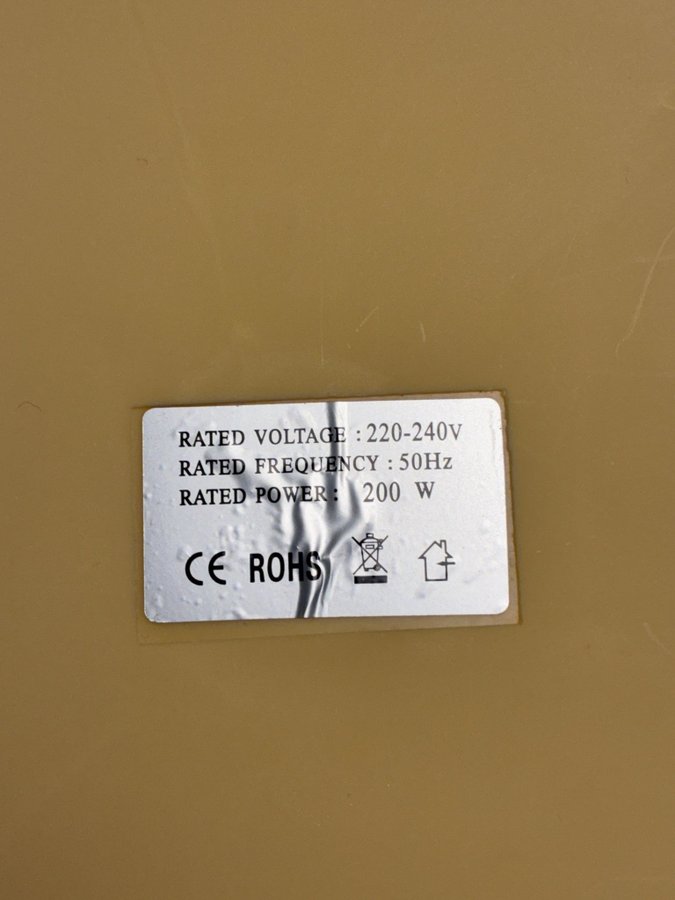 RATED VOLTAGE : 220-240V
RATED FREQUENCY : 50Hz
RATED POWER : 200 W
CE ROHS